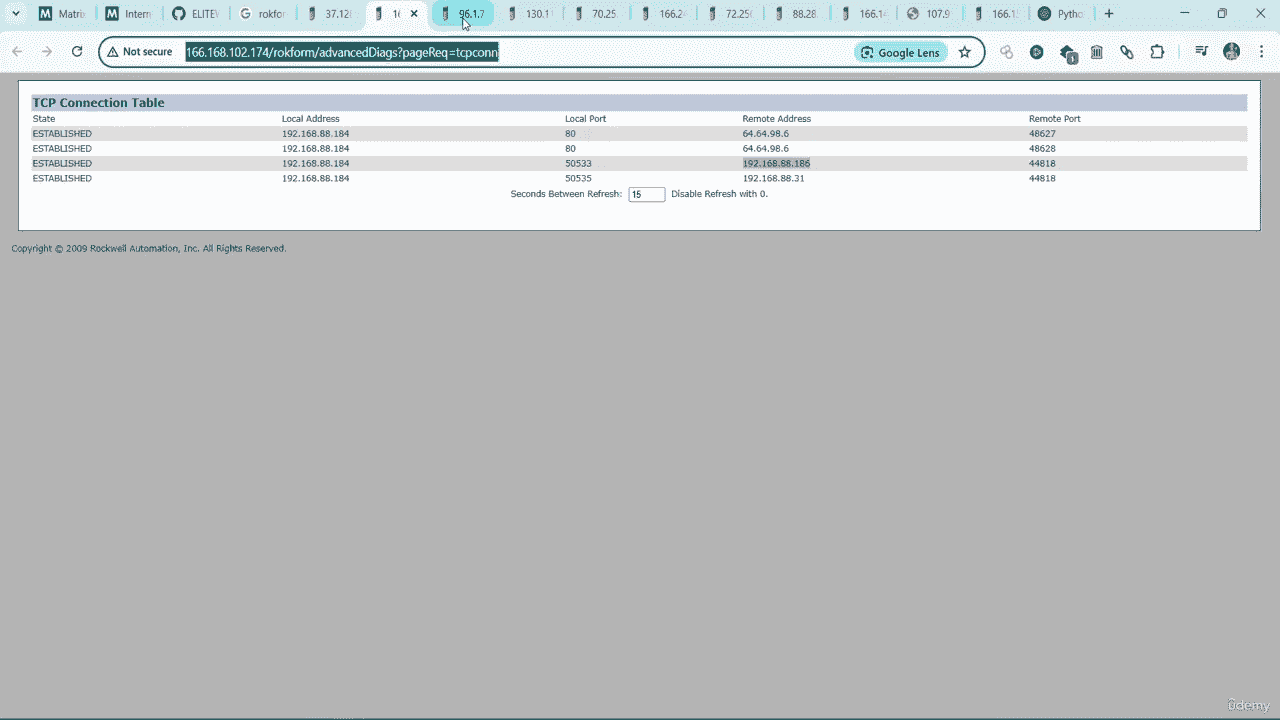 Matrix
Intern
ELITEV
rokfor
37.12
16
96.1.7
130.1
70.25
166.24
72.25
88.28
166.14
107.9
166.1
Pytho
Not secure
166.168.102.174/rokform/advancedDiags?pageReq=tcpconn
Google Lens
1
TCP Connection Table
State Local Address Local Port Remote Address Remote Port
ESTABLISHED 192.168.88.184 80 64.64.98.6 48627
ESTABLISHED 192.168.88.184 80 64.64.98.6 48628
ESTABLISHED 192.168.88.184 50533 192.168.88.186 44818
ESTABLISHED 192.168.88.184 50535 192.168.88.31 44818
Seconds Between Refresh: 15 Disable Refresh with 0.
Copyright © 2009 Rockwell Automation, Inc. All Rights Reserved.
ûdemy